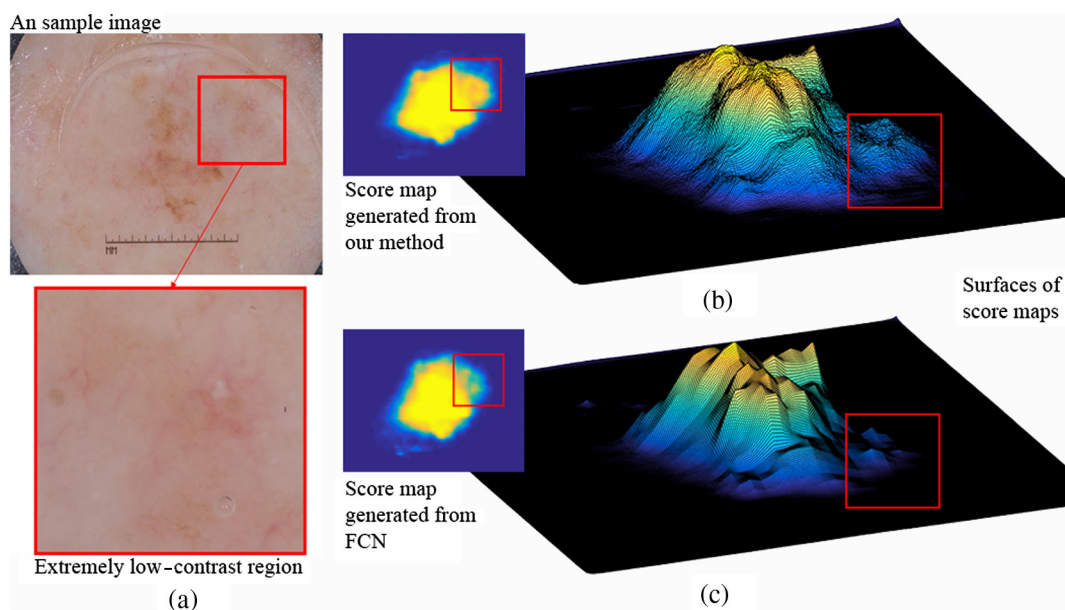 An sample image
MM
Extremely low-contrast region
(a)
Score map
generated from
our method
(b)
Surfaces of
score maps
Score map
generated from
FCN
(c)